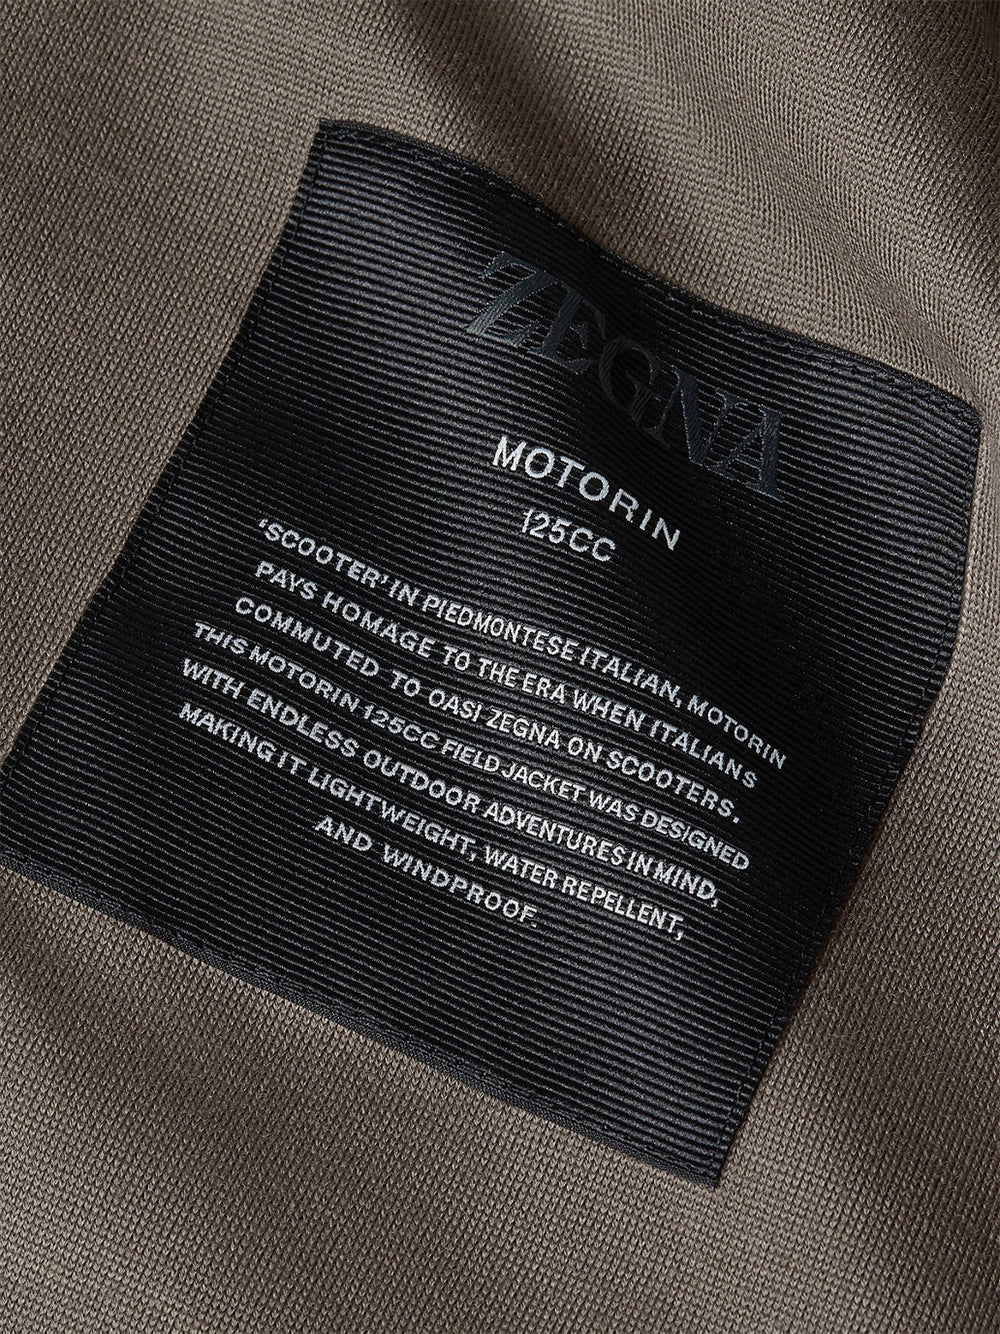 ZEGNA
MOTORIN
125CC
'SCOOTER' IN PIEDMONTESE ITALIAN, MOTORIN
PAYS HOMAGE TO THE ERA WHEN ITALIANS
COMMUTED TO OASI ZEGNA ON SCOOTERS.
THIS MOTORIN 125CC FIELD JACKET WAS DESIGNED
WITH ENDLESS OUTDOOR ADVENTURES IN MIND,
MAKING IT LIGHTWEIGHT, WATER REPELLENT,
AND WINDPROOF.